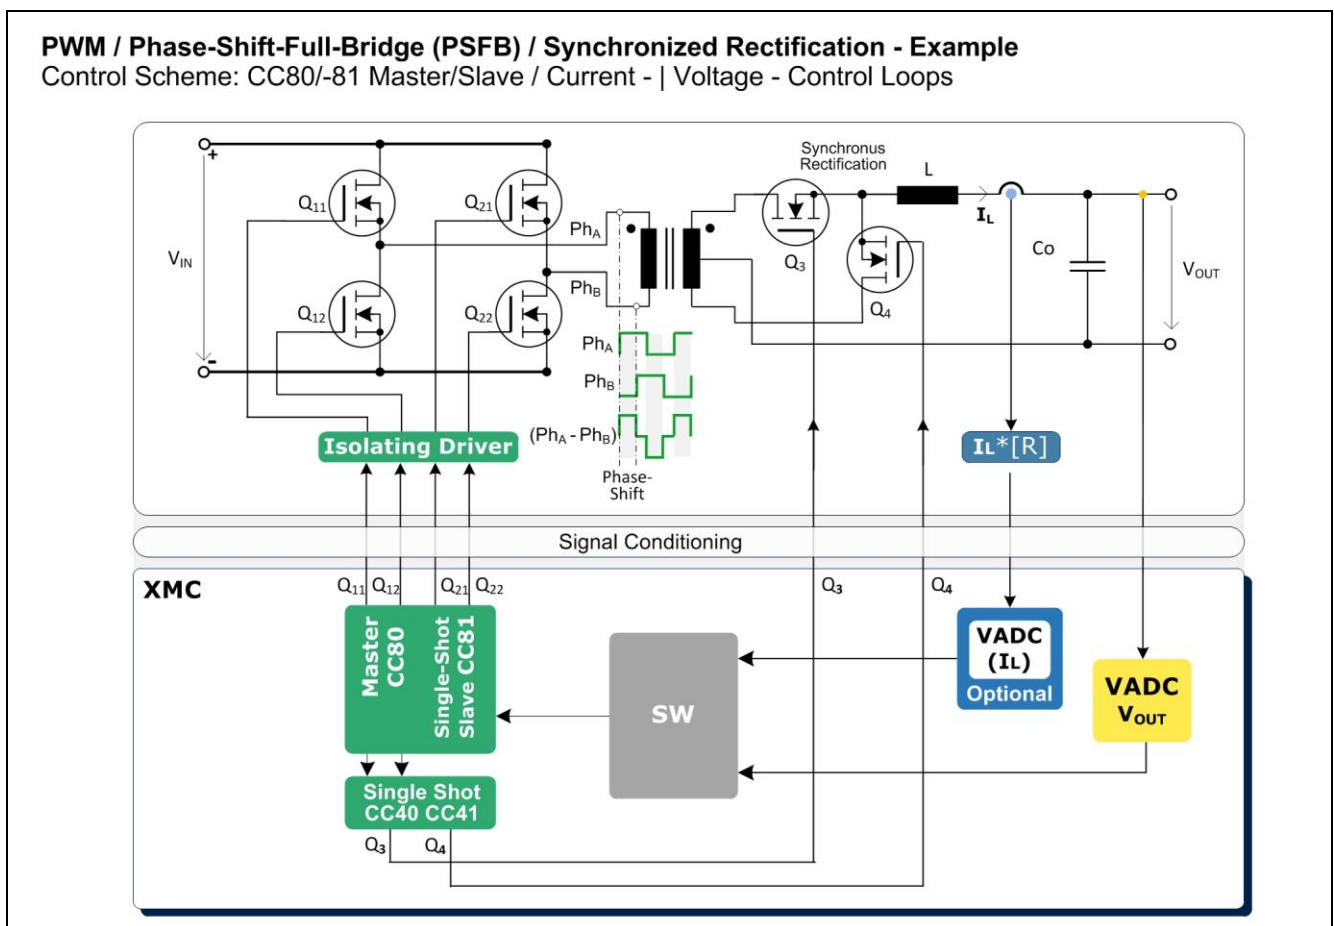 PWM / Phase-Shift-Full-Bridge (PSFB) / Synchronized Rectification - Example
Control Scheme: CC80/-81 Master/Slave / Current - | Voltage - Control Loops
Synchronus
Rectification
+
Q11
Q21
L
IL
PhA
VIN
Q3
Co
VOUT
PhB
Q12
Q22
Q4
-
PhA
PhB
(PhA - PhB)
Isolating Driver
IL*[R]
Phase-
Shift
Signal Conditioning
XMC
Q11 Q12 Q21 Q22
Q3
Q4
Master
CC80
Single-Shot
Slave CC81
SW
VADC
(IL)
Optional
VADC
VOUT
Single Shot
CC40 CC41
Q3
Q4